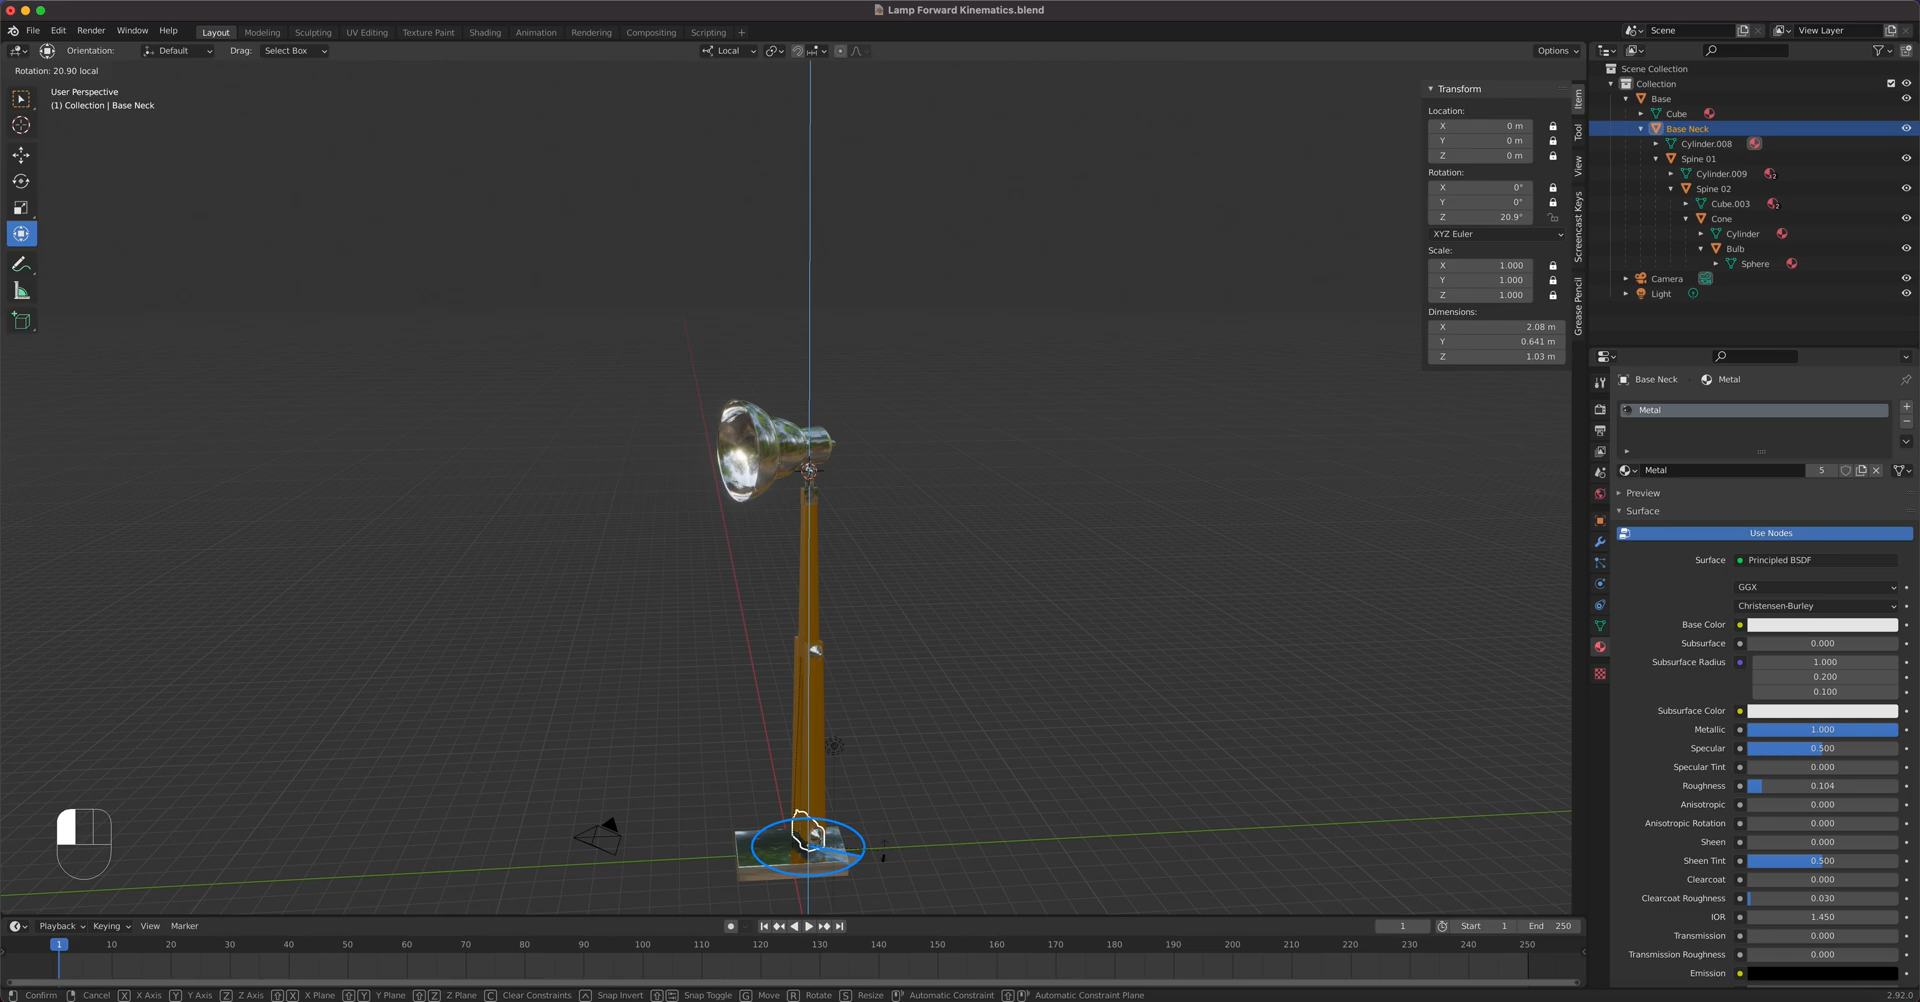 Lamp Forward Kinematics.blend
File Edit Render Window Help Layout Modeling Sculpting UV Editing Texture Paint Shading Animation Rendering Compositing Scripting + Scene View Layer
Orientation: Default Drag: Select Box Local Options
Rotation: 20.90 local
User Perspective
(1) Collection | Base Neck
Transform
Location:
X 0 m
Y 0 m
Z 0 m
Rotation:
X 0°
Y 0°
Z 20.9°
XYZ Euler
Scale:
X 1.000
Y 1.000
Z 1.000
Dimensions:
X 2.08 m
Y 0.641 m
Z 1.03 m
Item
Tool
View
Screencast Keys
Grease Pencil
Scene Collection
Collection
Base
Cube
Base Neck
Cylinder.008
Spine 01
Cylinder.009 2
Spine 02
Cube.003 2
Cone
Cylinder
Bulb
Sphere
Camera
Light
Base Neck Metal
Metal
Metal 5
Preview
Surface
Use Nodes
Surface Principled BSDF
GGX
Christensen-Burley
Base Color
Subsurface 0.000
Subsurface Radius 1.000
0.200
0.100
Subsurface Color
Metallic 1.000
Specular 0.500
Specular Tint 0.000
Roughness 0.104
Anisotropic 0.000
Anisotropic Rotation 0.000
Sheen 0.000
Sheen Tint 0.500
Clearcoat 0.000
Clearcoat Roughness 0.030
IOR 1.450
Transmission 0.000
Transmission Roughness 0.000
Emission
Playback Keying View Marker 1 Start 1 End 250
1 10 20 30 40 50 60 70 80 90 100 110 120 130 140 150 160 170 180 190 200 210 220 230 240 250
Confirm Cancel X X Axis Y Y Axis Z Z Axis X X Plane Y Y Plane Z Z Plane C Clear Constraints Snap Invert Snap Toggle G Move R Rotate S Resize Automatic Constraint Automatic Constraint Plane 2.92.0